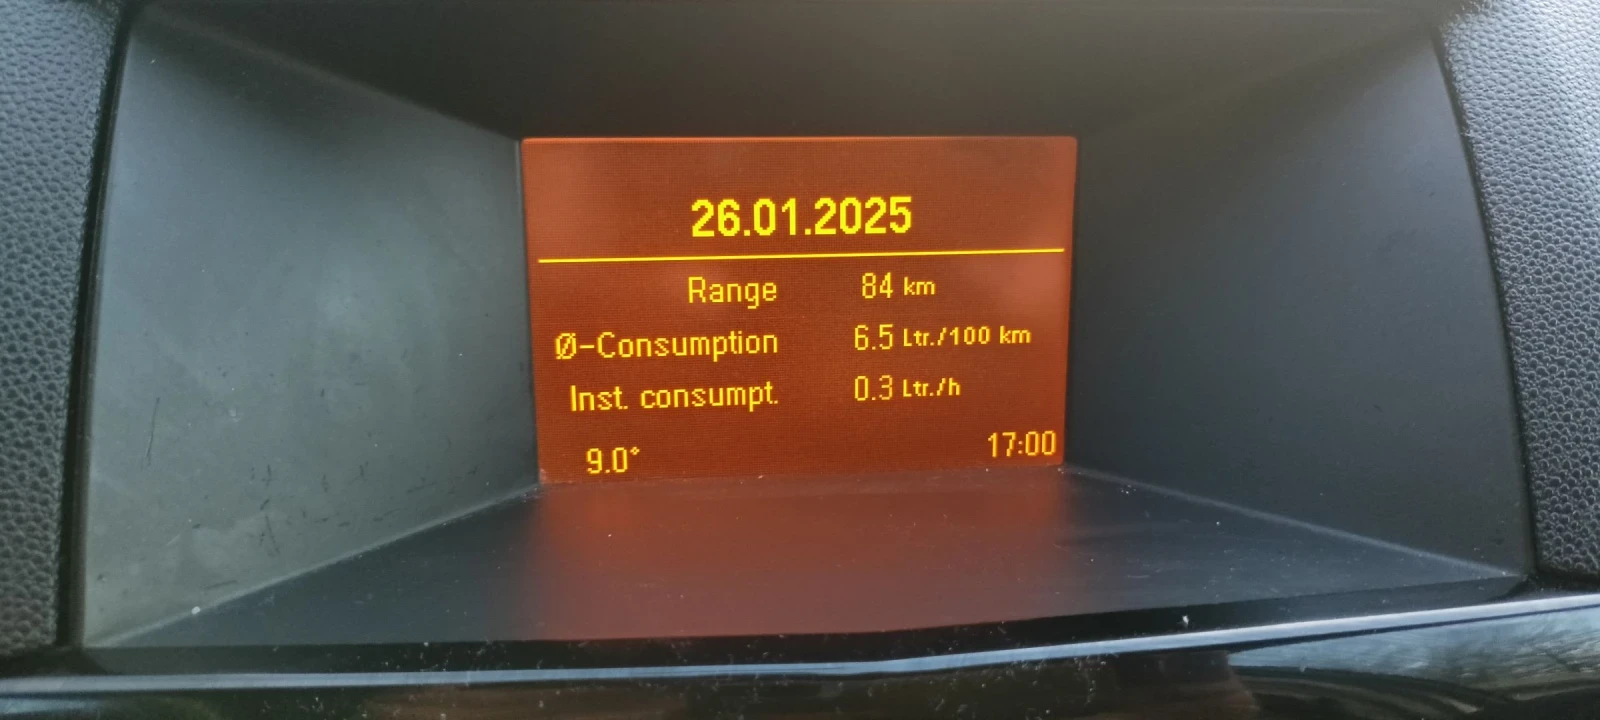 26.01.2025
Range 84 km
Ø-Consumption 6.5 Ltr./100 km
Inst. consumpt. 0.3 Ltr./h
9.0° 17:00